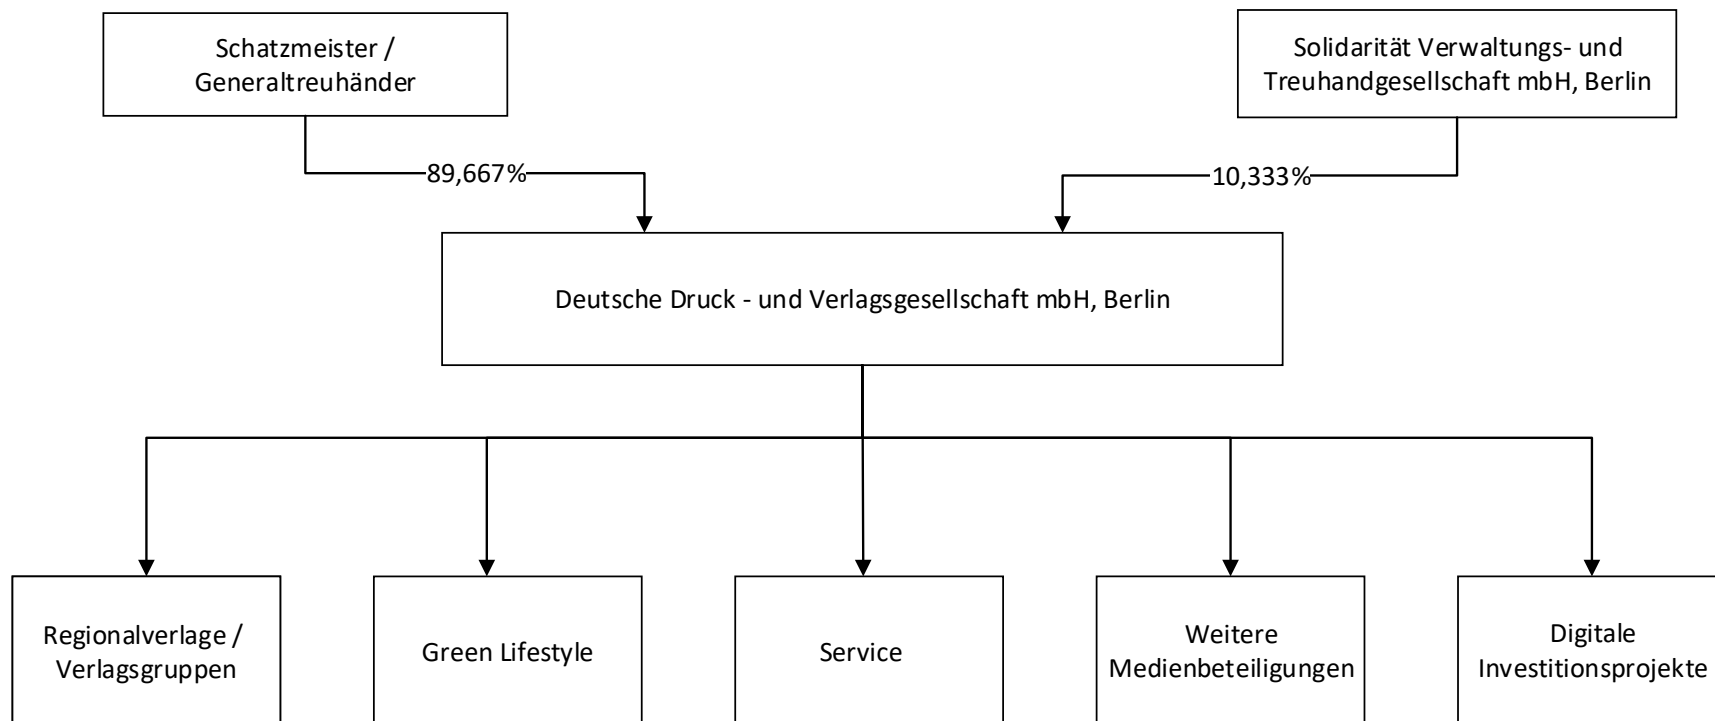 Schatzmeister /
Generaltreuhänder
Solidarität Verwaltungs- und
Treuhandgesellschaft mbH, Berlin
89,667%
10,333%
Deutsche Druck - und Verlagsgesellschaft mbH, Berlin
Regionalverlage /
Verlagsgruppen
Green Lifestyle
Service
Weitere
Medienbeteiligungen
Digitale
Investitionsprojekte